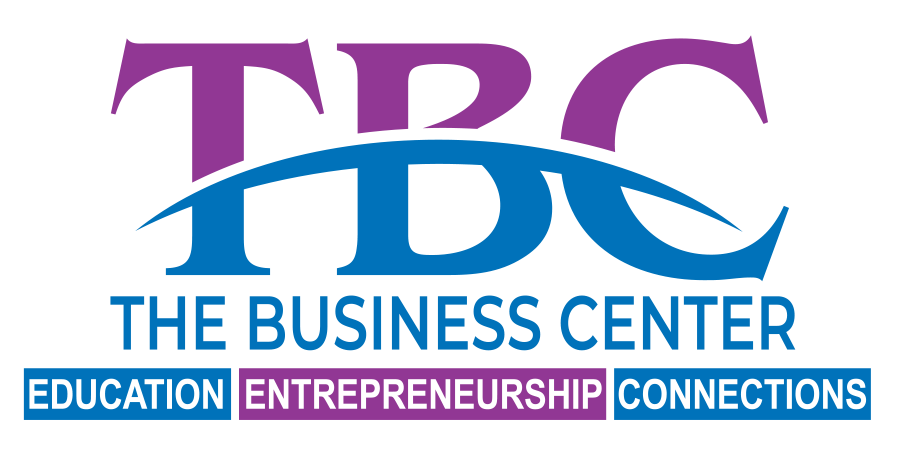 TBC
THE BUSINESS CENTER
EDUCATION ENTREPRENEURSHIP CONNECTIONS